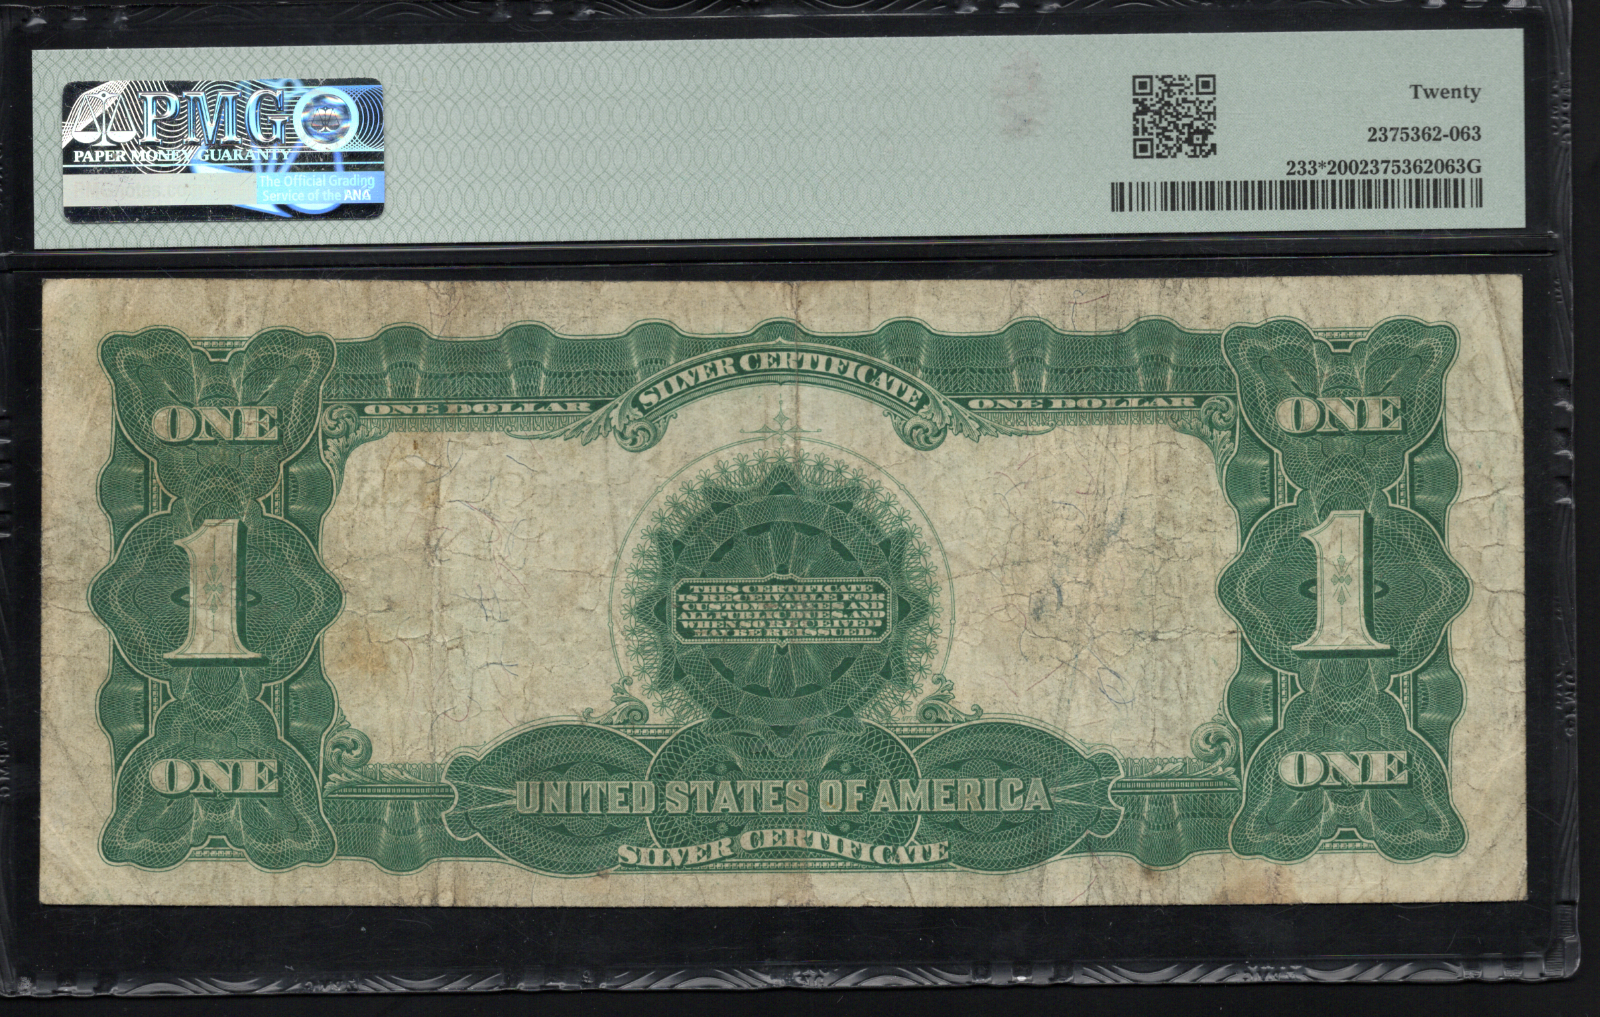 PMG
PAPER MONEY GUARANTY
The Official Grading
Service of the ANA
Twenty
2375362-063
233*2002375362063G
SILVER CERTIFICATE
ONE DOLLAR
ONE DOLLAR
ONE
ONE
1
1
THIS CERTIFICATE
IS RECEIVABLE FOR
CUSTOMS, TAXES AND
ALL PUBLIC DUES, AND
WHEN SO RECEIVED
MAY BE REISSUED.
ONE
ONE
UNITED STATES OF AMERICA
SILVER CERTIFICATE